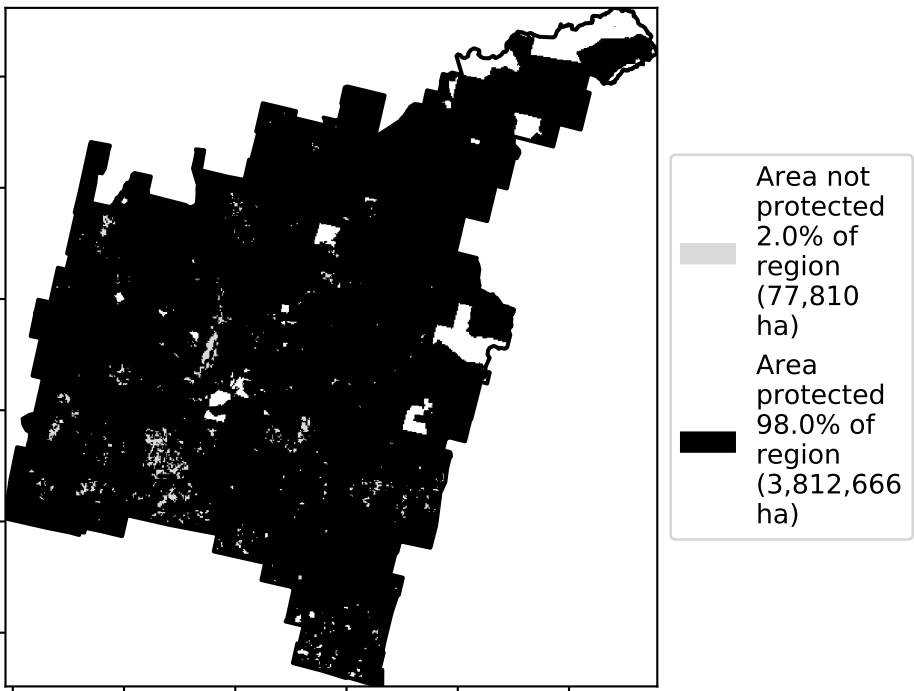 Area not
protected
2.0% of
region
(77,810
ha)
Area
protected
98.0% of
region
(3,812,666
ha)